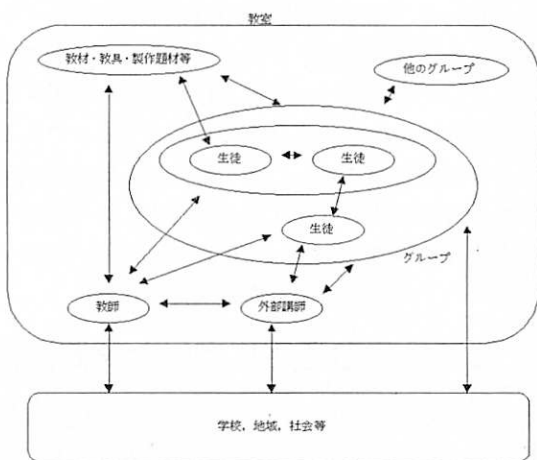 教室
教材・教具・製作題材等
他のグループ
生徒
生徒
生徒
グループ
教師
外部講師
学校，地域，社会等